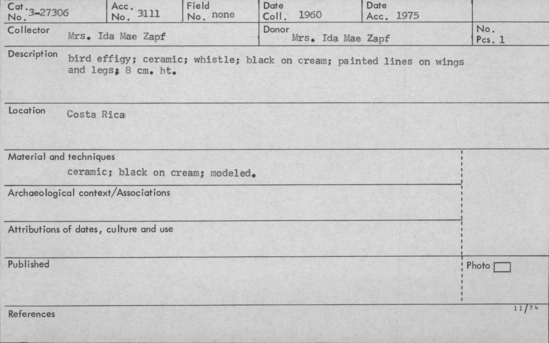 Cat. No. 3-27306 Acc. No. 3111 Field No. none Date Coll. 1960 Date Acc. 1975
Collector Mrs. Ida Mae Zapf Donor Mrs. Ida Mae Zapf No. Pcs. 1
Description bird effigy; ceramic; whistle; black on cream; painted lines on wings
and legs; 8 cm. ht.
Location Costa Rica
Material and techniques
ceramic; black on cream; modeled.
Archaeological context/Associations
Attributions of dates, culture and use
Published Photo
References